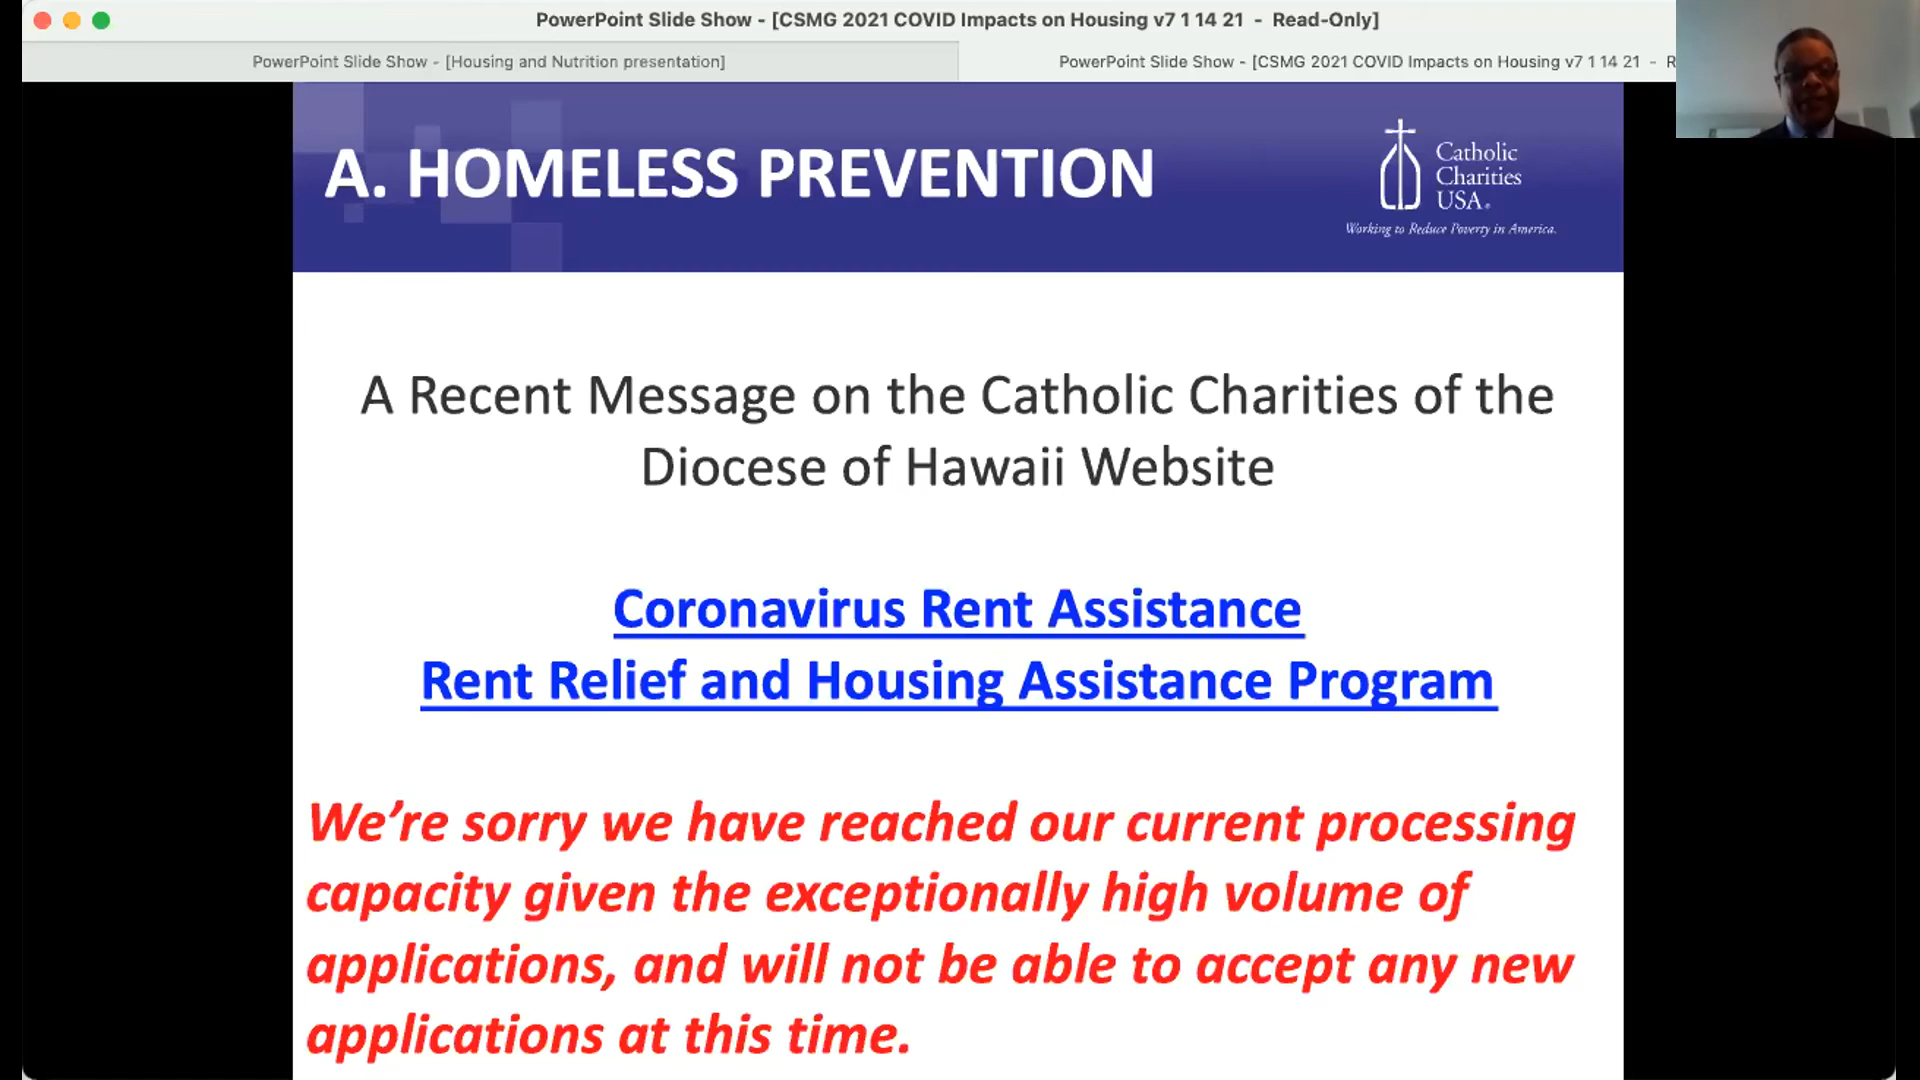 PowerPoint Slide Show - [CSMG 2021 COVID Impacts on Housing v7 1 14 21 - Read-Only]
PowerPoint Slide Show - [Housing and Nutrition presentation]
PowerPoint Slide Show - [CSMG 2021 COVID Impacts on Housing v7 1 14 21 - R
A. HOMELESS PREVENTION
Catholic
Charities
USA®
Working to Reduce Poverty in America.
A Recent Message on the Catholic Charities of the
Diocese of Hawaii Website
Coronavirus Rent Assistance
Rent Relief and Housing Assistance Program
We’re sorry we have reached our current processing
capacity given the exceptionally high volume of
applications, and will not be able to accept any new
applications at this time.